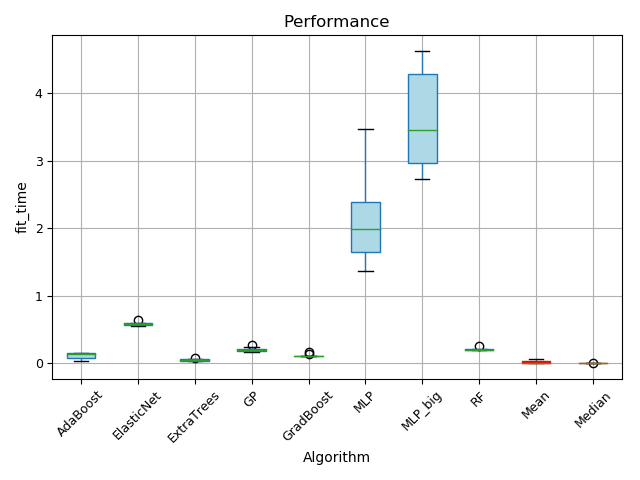 Performance
fit_time
4
3
2
1
0
AdaBoost
ElasticNet
ExtraTrees
GP
GradBoost
MLP
MLP_big
RF
Mean
Median
Algorithm